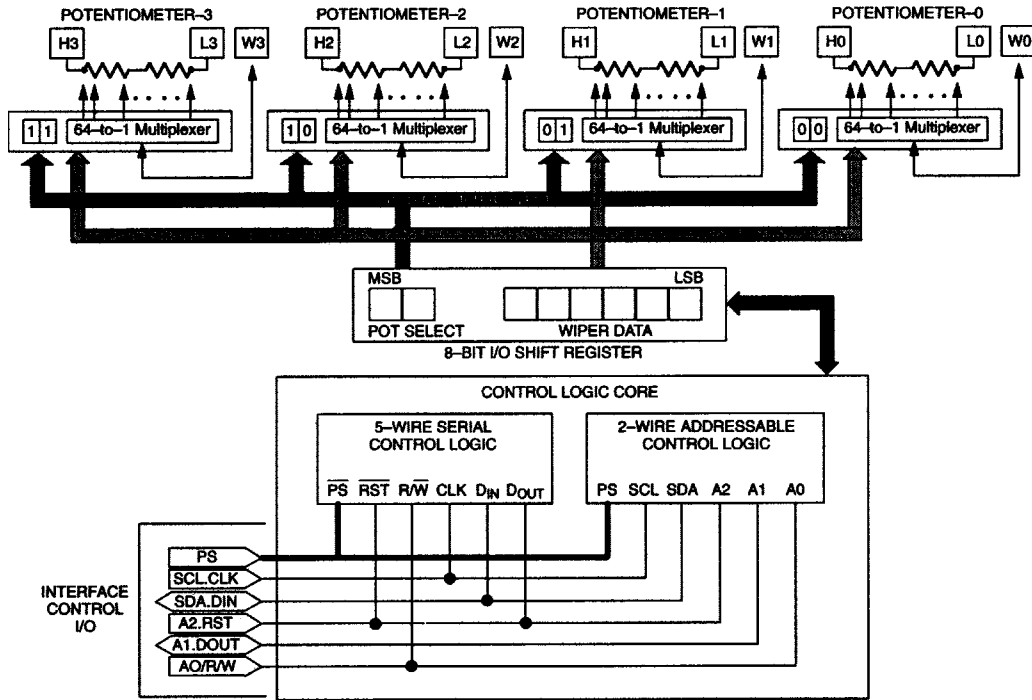 POTENTIOMETER–3 POTENTIOMETER–2 POTENTIOMETER–1 POTENTIOMETER–0
H3 L3 W3 H2 L2 W2 H1 L1 W1 H0 L0 W0
1 1 64–to–1 Multiplexer 1 0 64–to–1 Multiplexer 0 1 64–to–1 Multiplexer 0 0 64–to–1 Multiplexer
MSB LSB
POT SELECT WIPER DATA
8–BIT I/O SHIFT REGISTER
CONTROL LOGIC CORE
5–WIRE SERIAL
CONTROL LOGIC
2–WIRE ADDRESSABLE
CONTROL LOGIC
P̅S̅ R̅S̅T̅ R/W̅ CLK DIN DOUT
PS SCL SDA A2 A1 A0
INTERFACE
CONTROL
I/O
PS
SCL.CLK
SDA.DIN
A2.RST
A1.DOUT
AO/R/W